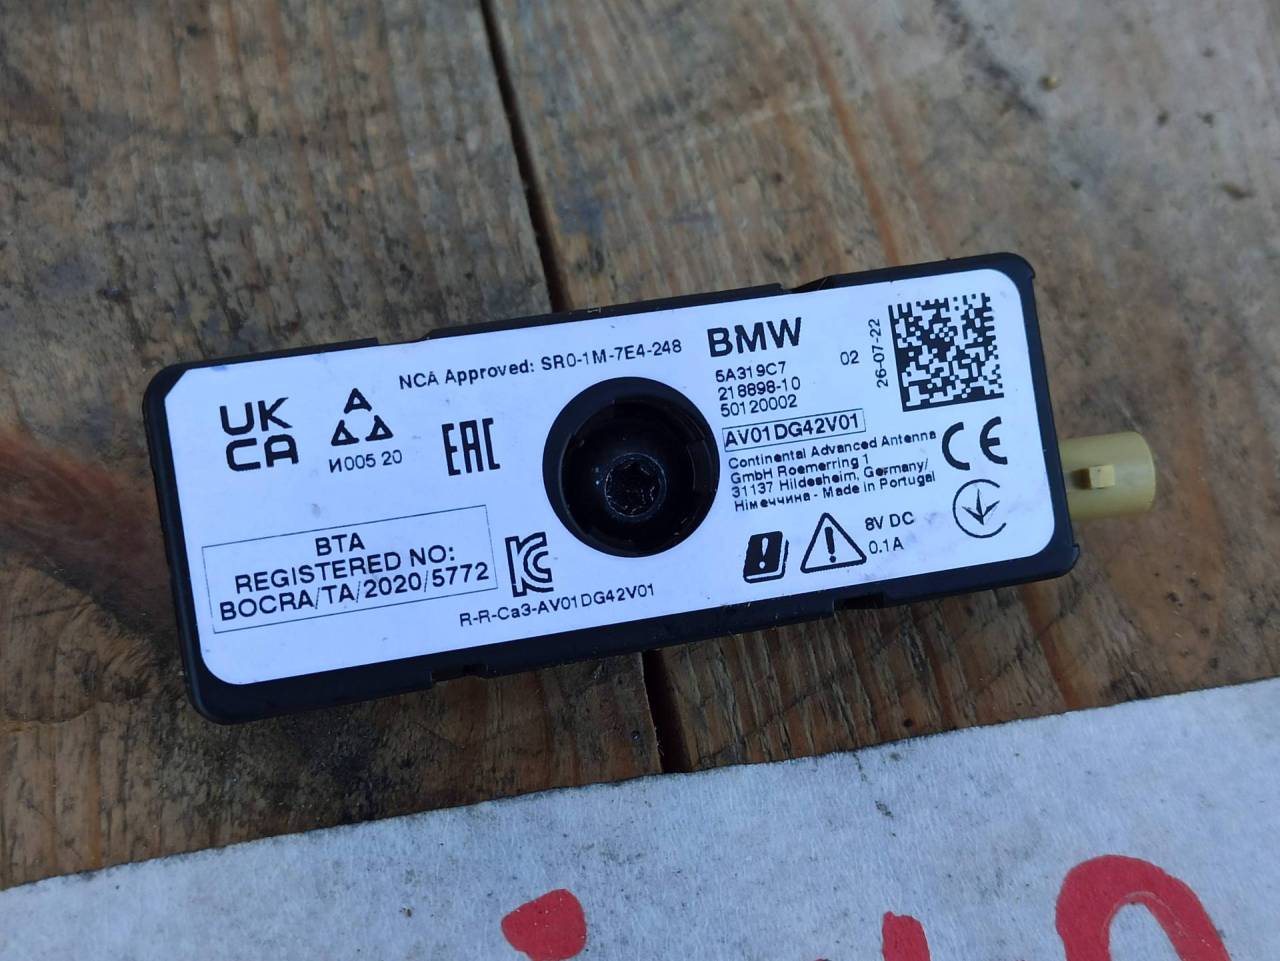 NCA Approved: SR0-1M-7E4-248
BMW
5A319C7
02
218898-10
50120002
26-07-22
AV01DG42V01
Continental Advanced Antenna
GmbH Roemerring 1
31137 Hildesheim, Germany/
Німеччина - Made in Portugal
8V DC
0.1A
CE
UK
CA
И005 20
EAC
BTA
REGISTERED NO:
BOCRA/TA/2020/5772
R-R-Ca3-AV01DG42V01